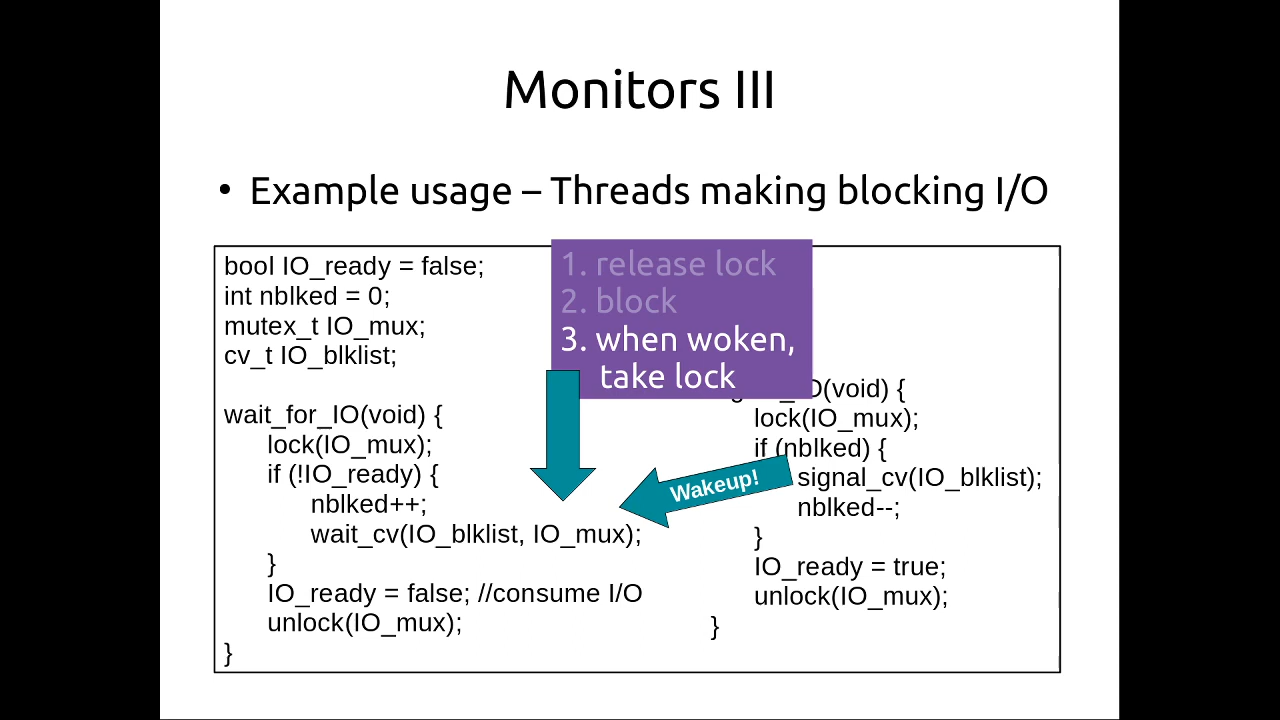 Monitors III
• Example usage – Threads making blocking I/O
bool IO_ready = false;
int nblked = 0;
mutex_t IO_mux;
cv_t IO_blklist;
wait_for_IO(void) {
lock(IO_mux);
if (!IO_ready) {
nblked++;
wait_cv(IO_blklist, IO_mux);
}
IO_ready = false; //consume I/O
unlock(IO_mux);
}
1. release lock
2. block
3. when woken,
take lock
Wakeup!
(void) {
lock(IO_mux);
if (nblked) {
signal_cv(IO_blklist);
nblked--;
}
IO_ready = true;
unlock(IO_mux);
}